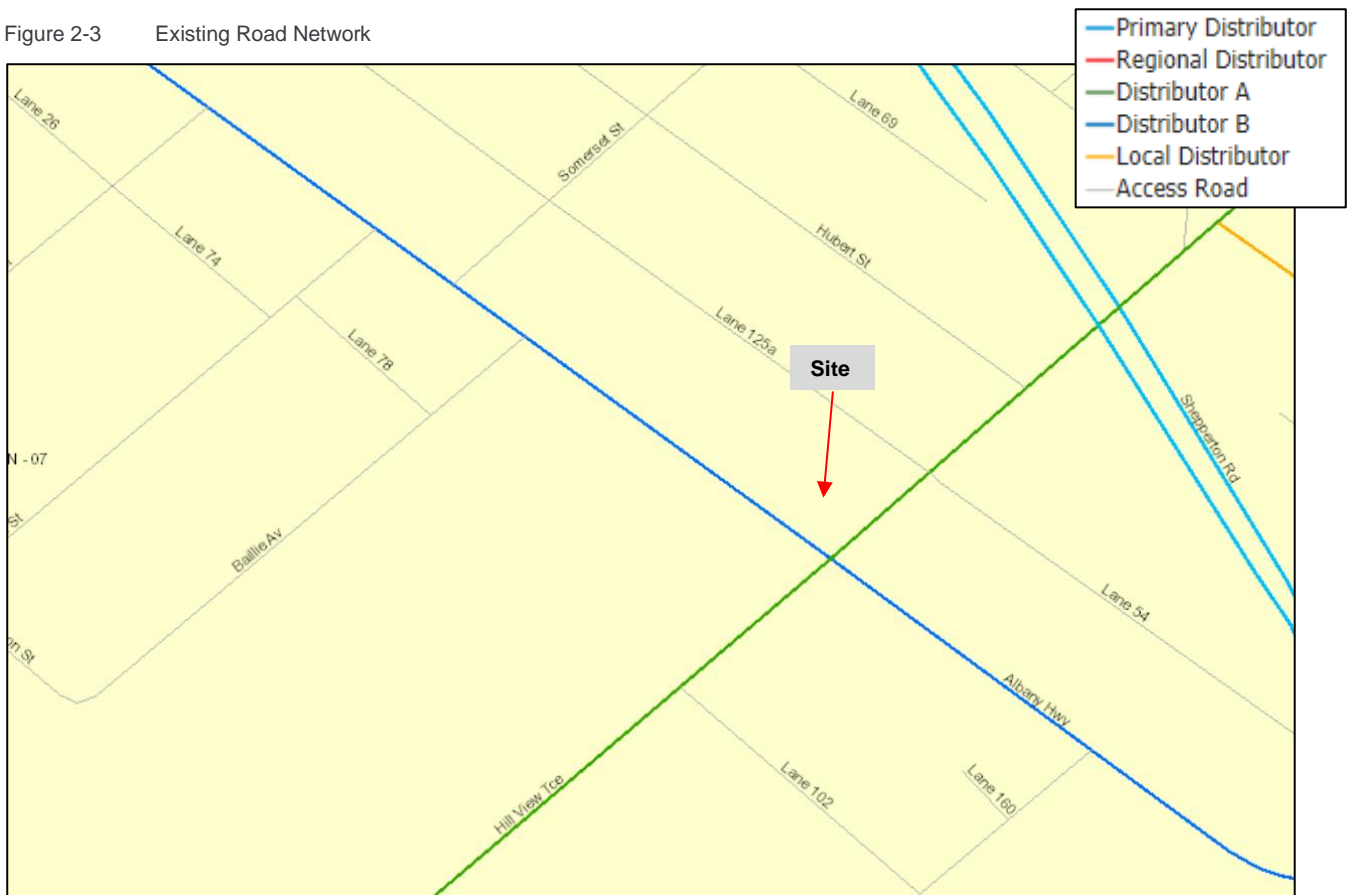 Figure 2-3 Existing Road Network
Primary Distributor
Regional Distributor
Distributor A
Distributor B
Local Distributor
Access Road
Lane 26
Lane 69
Somerset St
Lane 74
Hubert St
Lane 125a
Lane 78
Site
Shepperton Rd
N - 07
St
Baillie Av
Lane 54
on St
Albany Hwy
Lane 102
Lane 160
Hill View Tce